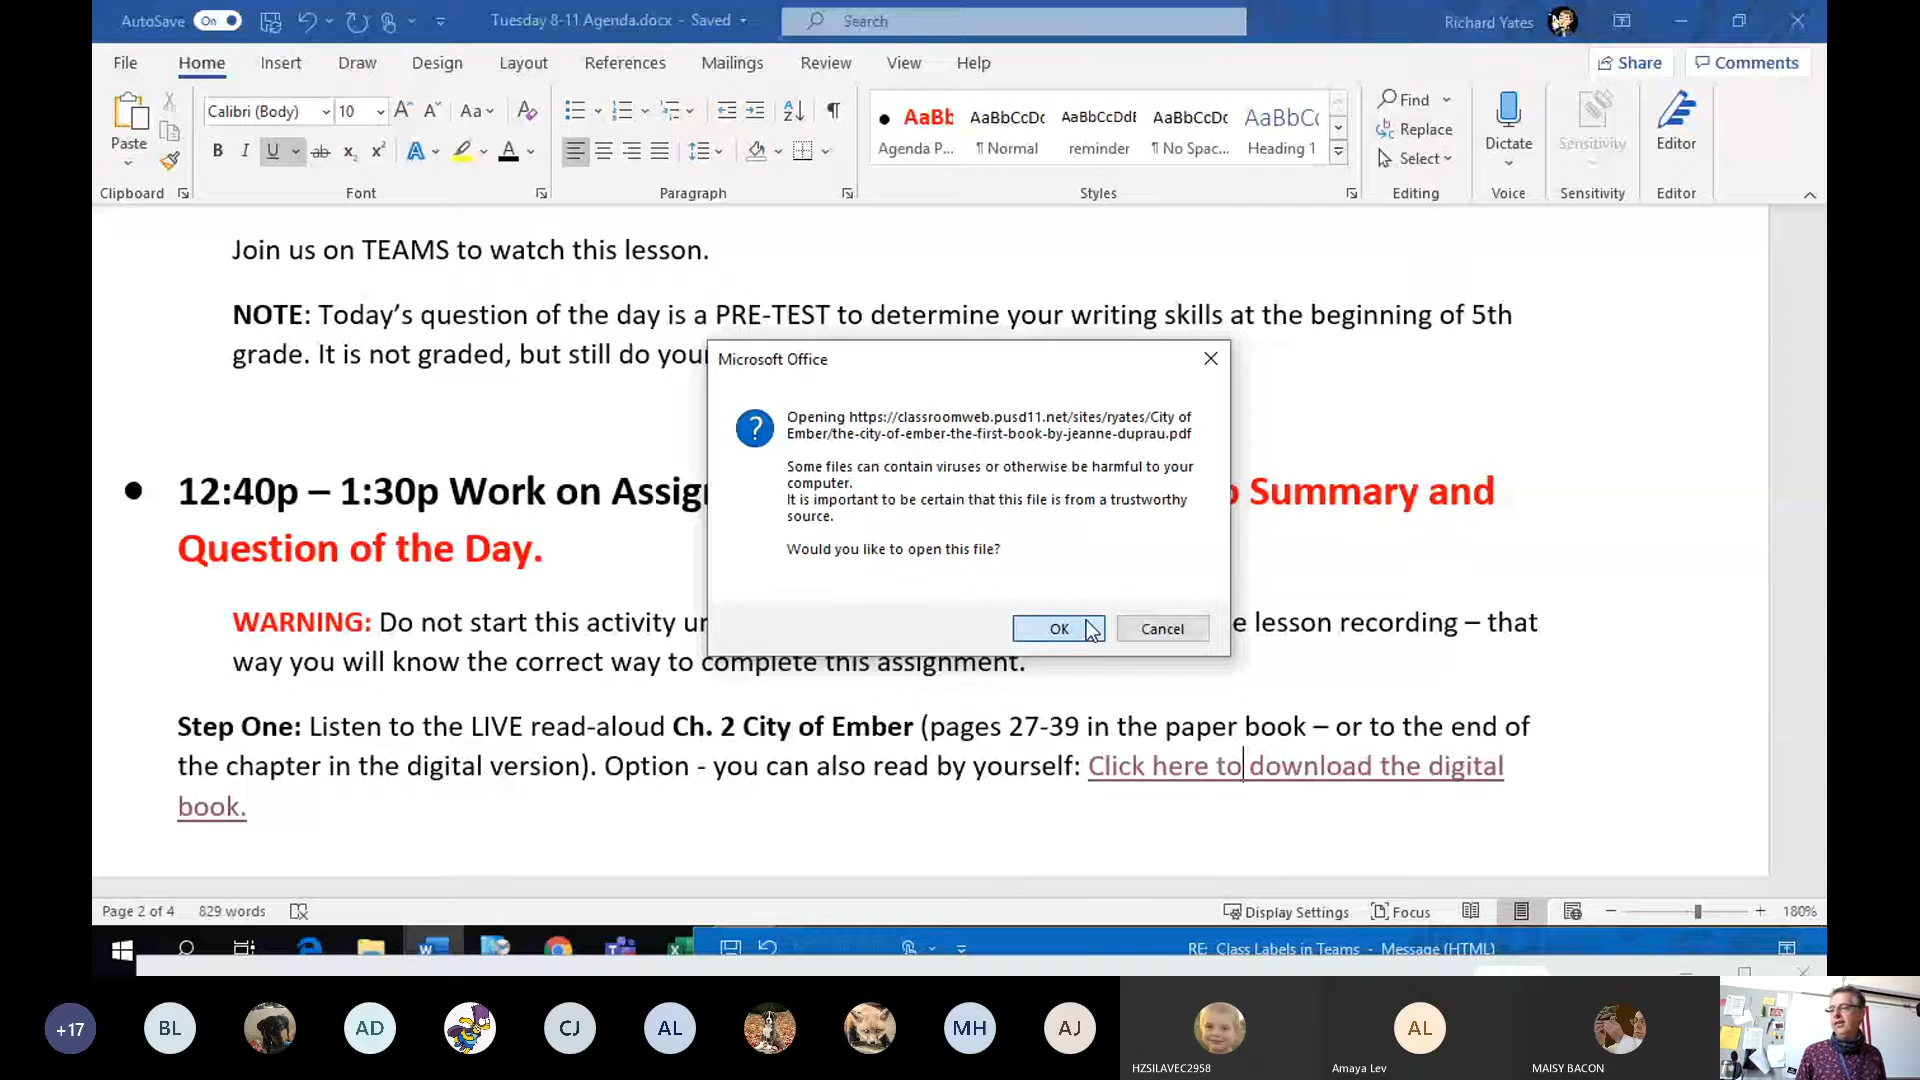 AutoSave On Tuesday 8-11 Agenda.docx - Saved Search Richard Yates
File Home Insert Draw Design Layout References Mailings Review View Help Share Comments
Calibri (Body) 10 Aa
Paste
B I U ab x₂ x² A A
AaBb AaBbCcDc AaBbCcDdE AaBbCcDc AaBbCc
Agenda P... ¶ Normal reminder ¶ No Spac... Heading 1
Find
Replace
Select
Dictate Sensitivity Editor
Clipboard Font Paragraph Styles Editing Voice Sensitivity Editor
Join us on TEAMS to watch this lesson.
NOTE: Today’s question of the day is a PRE-TEST to determine your writing skills at the beginning of 5th
grade. It is not graded, but still do your
Microsoft Office
Opening https://classroomweb.pusd11.net/sites/ryates/City of
Ember/the-city-of-ember-the-first-book-by-jeanne-duprau.pdf
Some files can contain viruses or otherwise be harmful to your
computer.
It is important to be certain that this file is from a trustworthy
source.
Would you like to open this file?
OK Cancel
• 12:40p – 1:30p Work on Assig Summary and
Question of the Day.
WARNING: Do not start this activity un e lesson recording – that
way you will know the correct way to complete this assignment.
Step One: Listen to the LIVE read-aloud Ch. 2 City of Ember (pages 27-39 in the paper book – or to the end of
the chapter in the digital version). Option - you can also read by yourself: Click here to download the digital
book.
Page 2 of 4 829 words Display Settings Focus 180%
RE: Class Labels in Teams - Message (HTML)
+17 BL AD CJ AL MH AJ AL
HZSILAVEC2958 Amaya Lev MAISY BACON